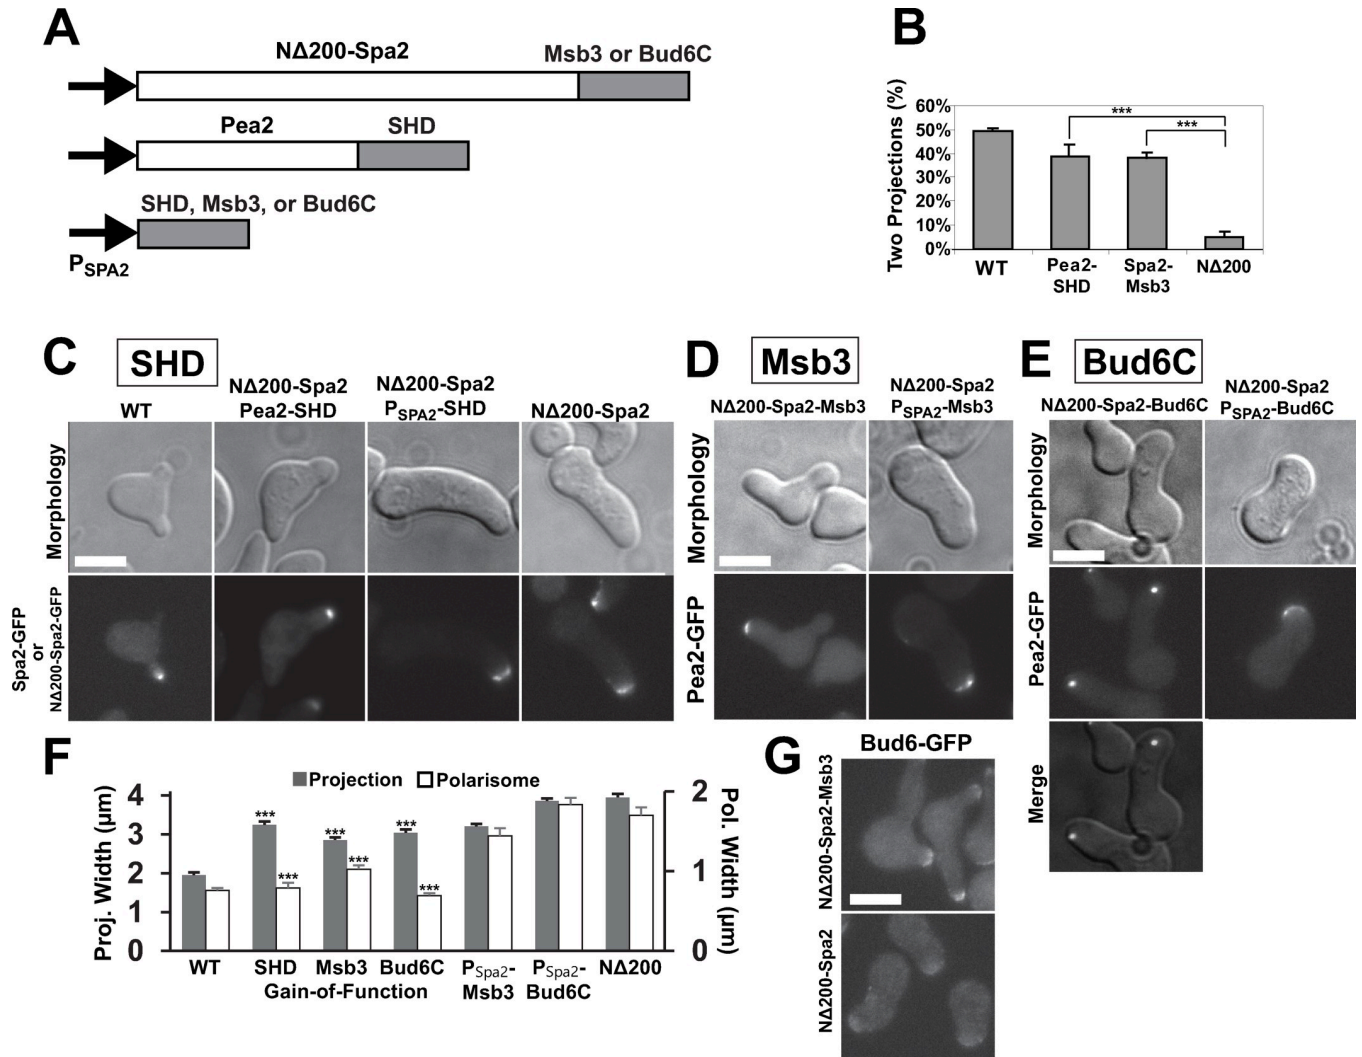 A
NΔ200-Spa2
Msb3 or Bud6C
Pea2
SHD
SHD, Msb3, or Bud6C
PSPA2
B
Two Projections (%)
60%
50%
40%
30%
20%
10%
0%
***
***
WT
Pea2-
SHD
Spa2-
Msb3
NΔ200
C
SHD
WT
NΔ200-Spa2
Pea2-SHD
NΔ200-Spa2
PSPA2-SHD
NΔ200-Spa2
Morphology
Spa2-GFP
or
NΔ200-Spa2-GFP
D
Msb3
NΔ200-Spa2-Msb3
NΔ200-Spa2
PSPA2-Msb3
Morphology
Pea2-GFP
E
Bud6C
NΔ200-Spa2-Bud6C
NΔ200-Spa2
PSPA2-Bud6C
Morphology
Pea2-GFP
Merge
F
Projection
Polarisome
Proj. Width (μm)
4
3
2
1
0
***
***
***
***
***
***
2
1
0
Pol. Width (μm)
WT
SHD
Msb3
Bud6C
Gain-of-Function
PSpa2-
Msb3
PSpa2-
Bud6C
NΔ200
G
Bud6-GFP
NΔ200-Spa2-Msb3
NΔ200-Spa2